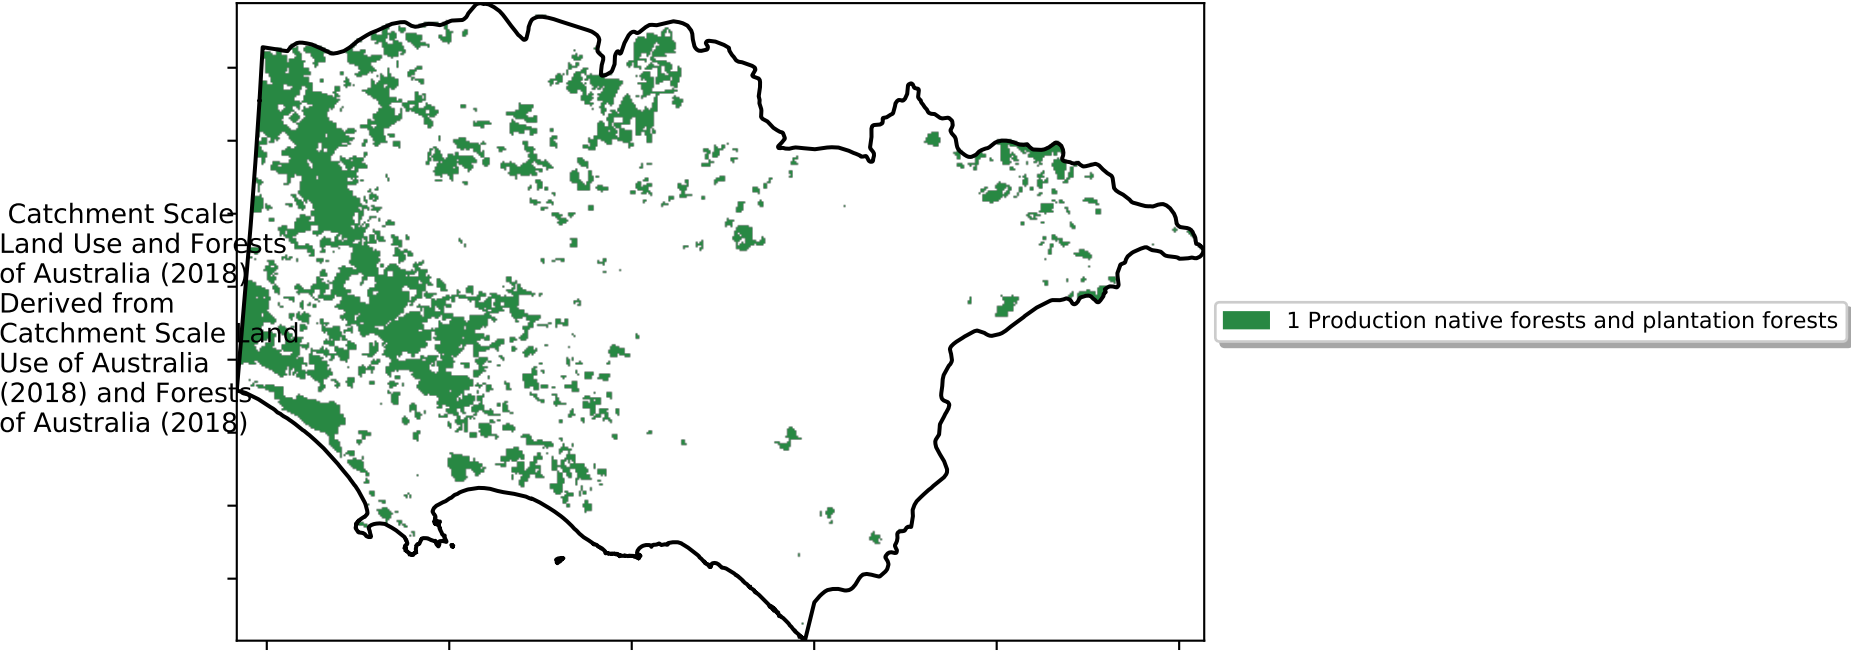 Catchment Scale
Land Use and Forests
of Australia (2018)
Derived from
Catchment Scale Land
Use of Australia
(2018) and Forests
of Australia (2018)
1 Production native forests and plantation forests